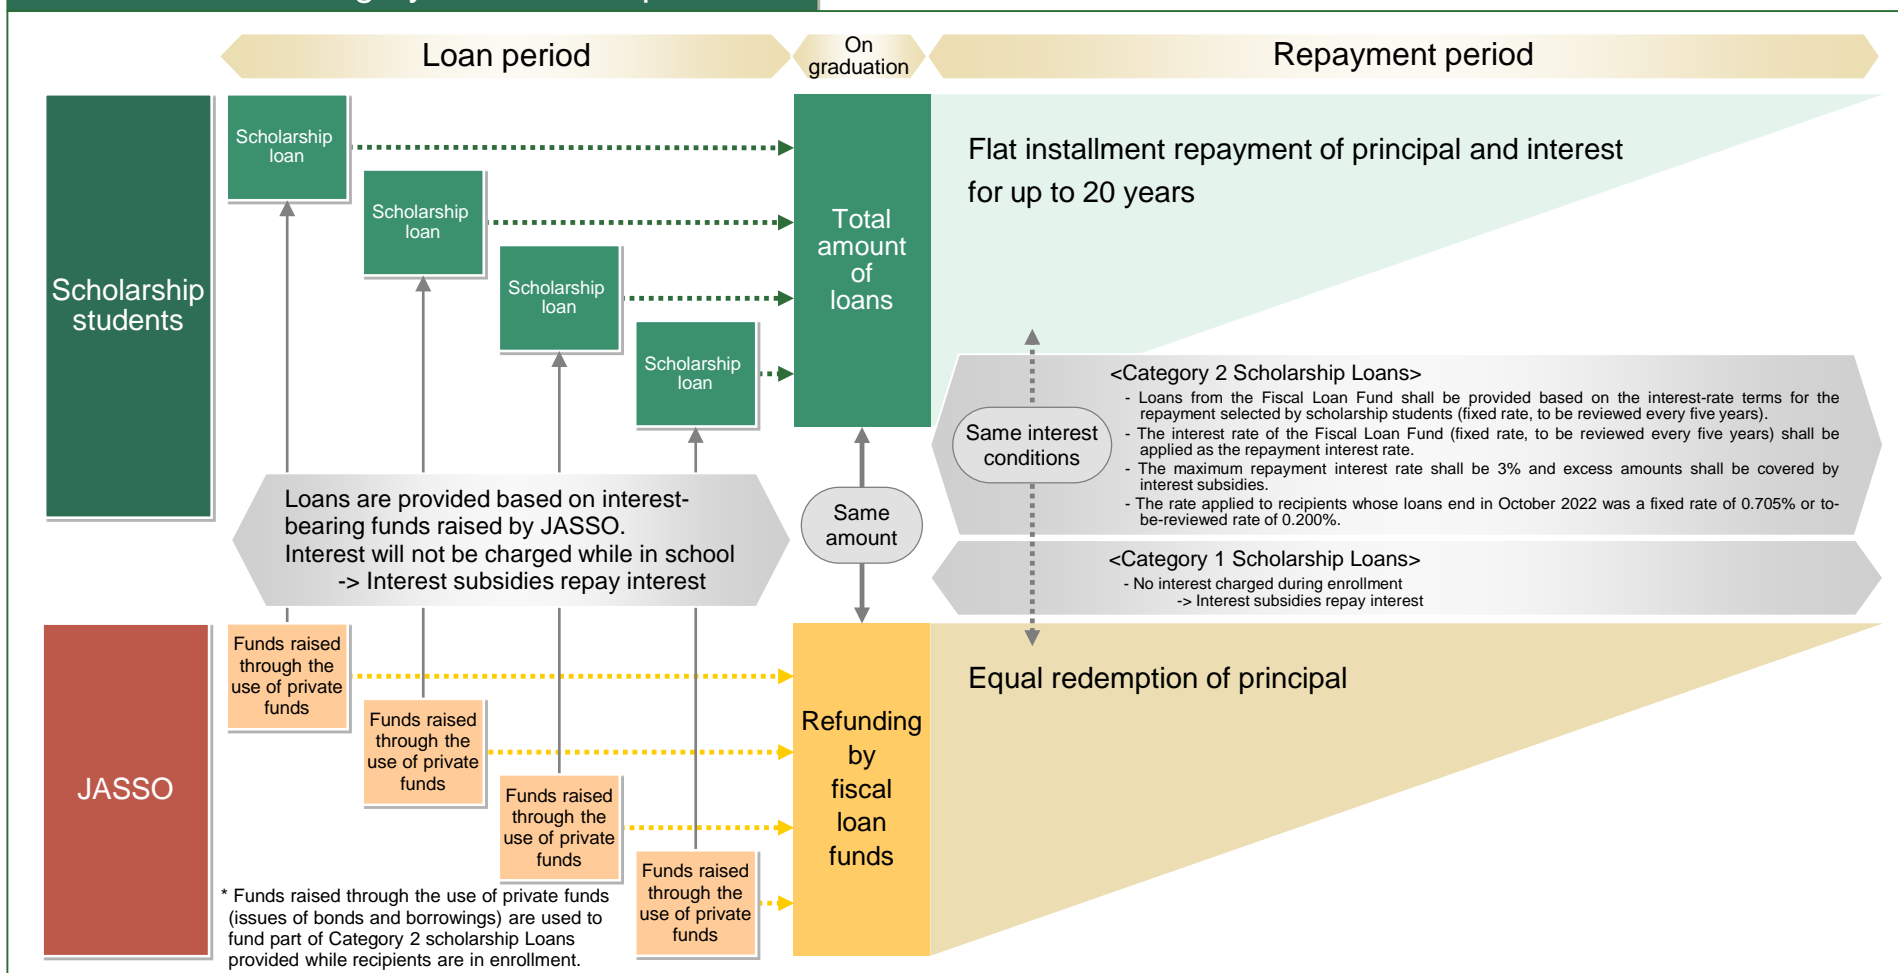 Loan period
On
graduation
Repayment period
Scholarship
students
Scholarship
loan
Scholarship
loan
Scholarship
loan
Scholarship
loan
Total
amount
of
loans
Flat installment repayment of principal and interest
for up to 20 years
Same interest
conditions
<Category 2 Scholarship Loans>
- Loans from the Fiscal Loan Fund shall be provided based on the interest-rate terms for the
repayment selected by scholarship students (fixed rate, to be reviewed every five years).
- The interest rate of the Fiscal Loan Fund (fixed rate, to be reviewed every five years) shall be
applied as the repayment interest rate.
- The maximum repayment interest rate shall be 3% and excess amounts shall be covered by
interest subsidies.
- The rate applied to recipients whose loans end in October 2022 was a fixed rate of 0.705% or to-
be-reviewed rate of 0.200%.
Loans are provided based on interest-
bearing funds raised by JASSO.
Interest will not be charged while in school
-> Interest subsidies repay interest
Same
amount
<Category 1 Scholarship Loans>
- No interest charged during enrollment
-> Interest subsidies repay interest
JASSO
Funds raised
through the
use of private
funds
Funds raised
through the
use of private
funds
Funds raised
through the
use of private
funds
Funds raised
through the
use of private
funds
Refunding
by
fiscal
loan
funds
Equal redemption of principal
* Funds raised through the use of private funds
(issues of bonds and borrowings) are used to
fund part of Category 2 scholarship Loans
provided while recipients are in enrollment.